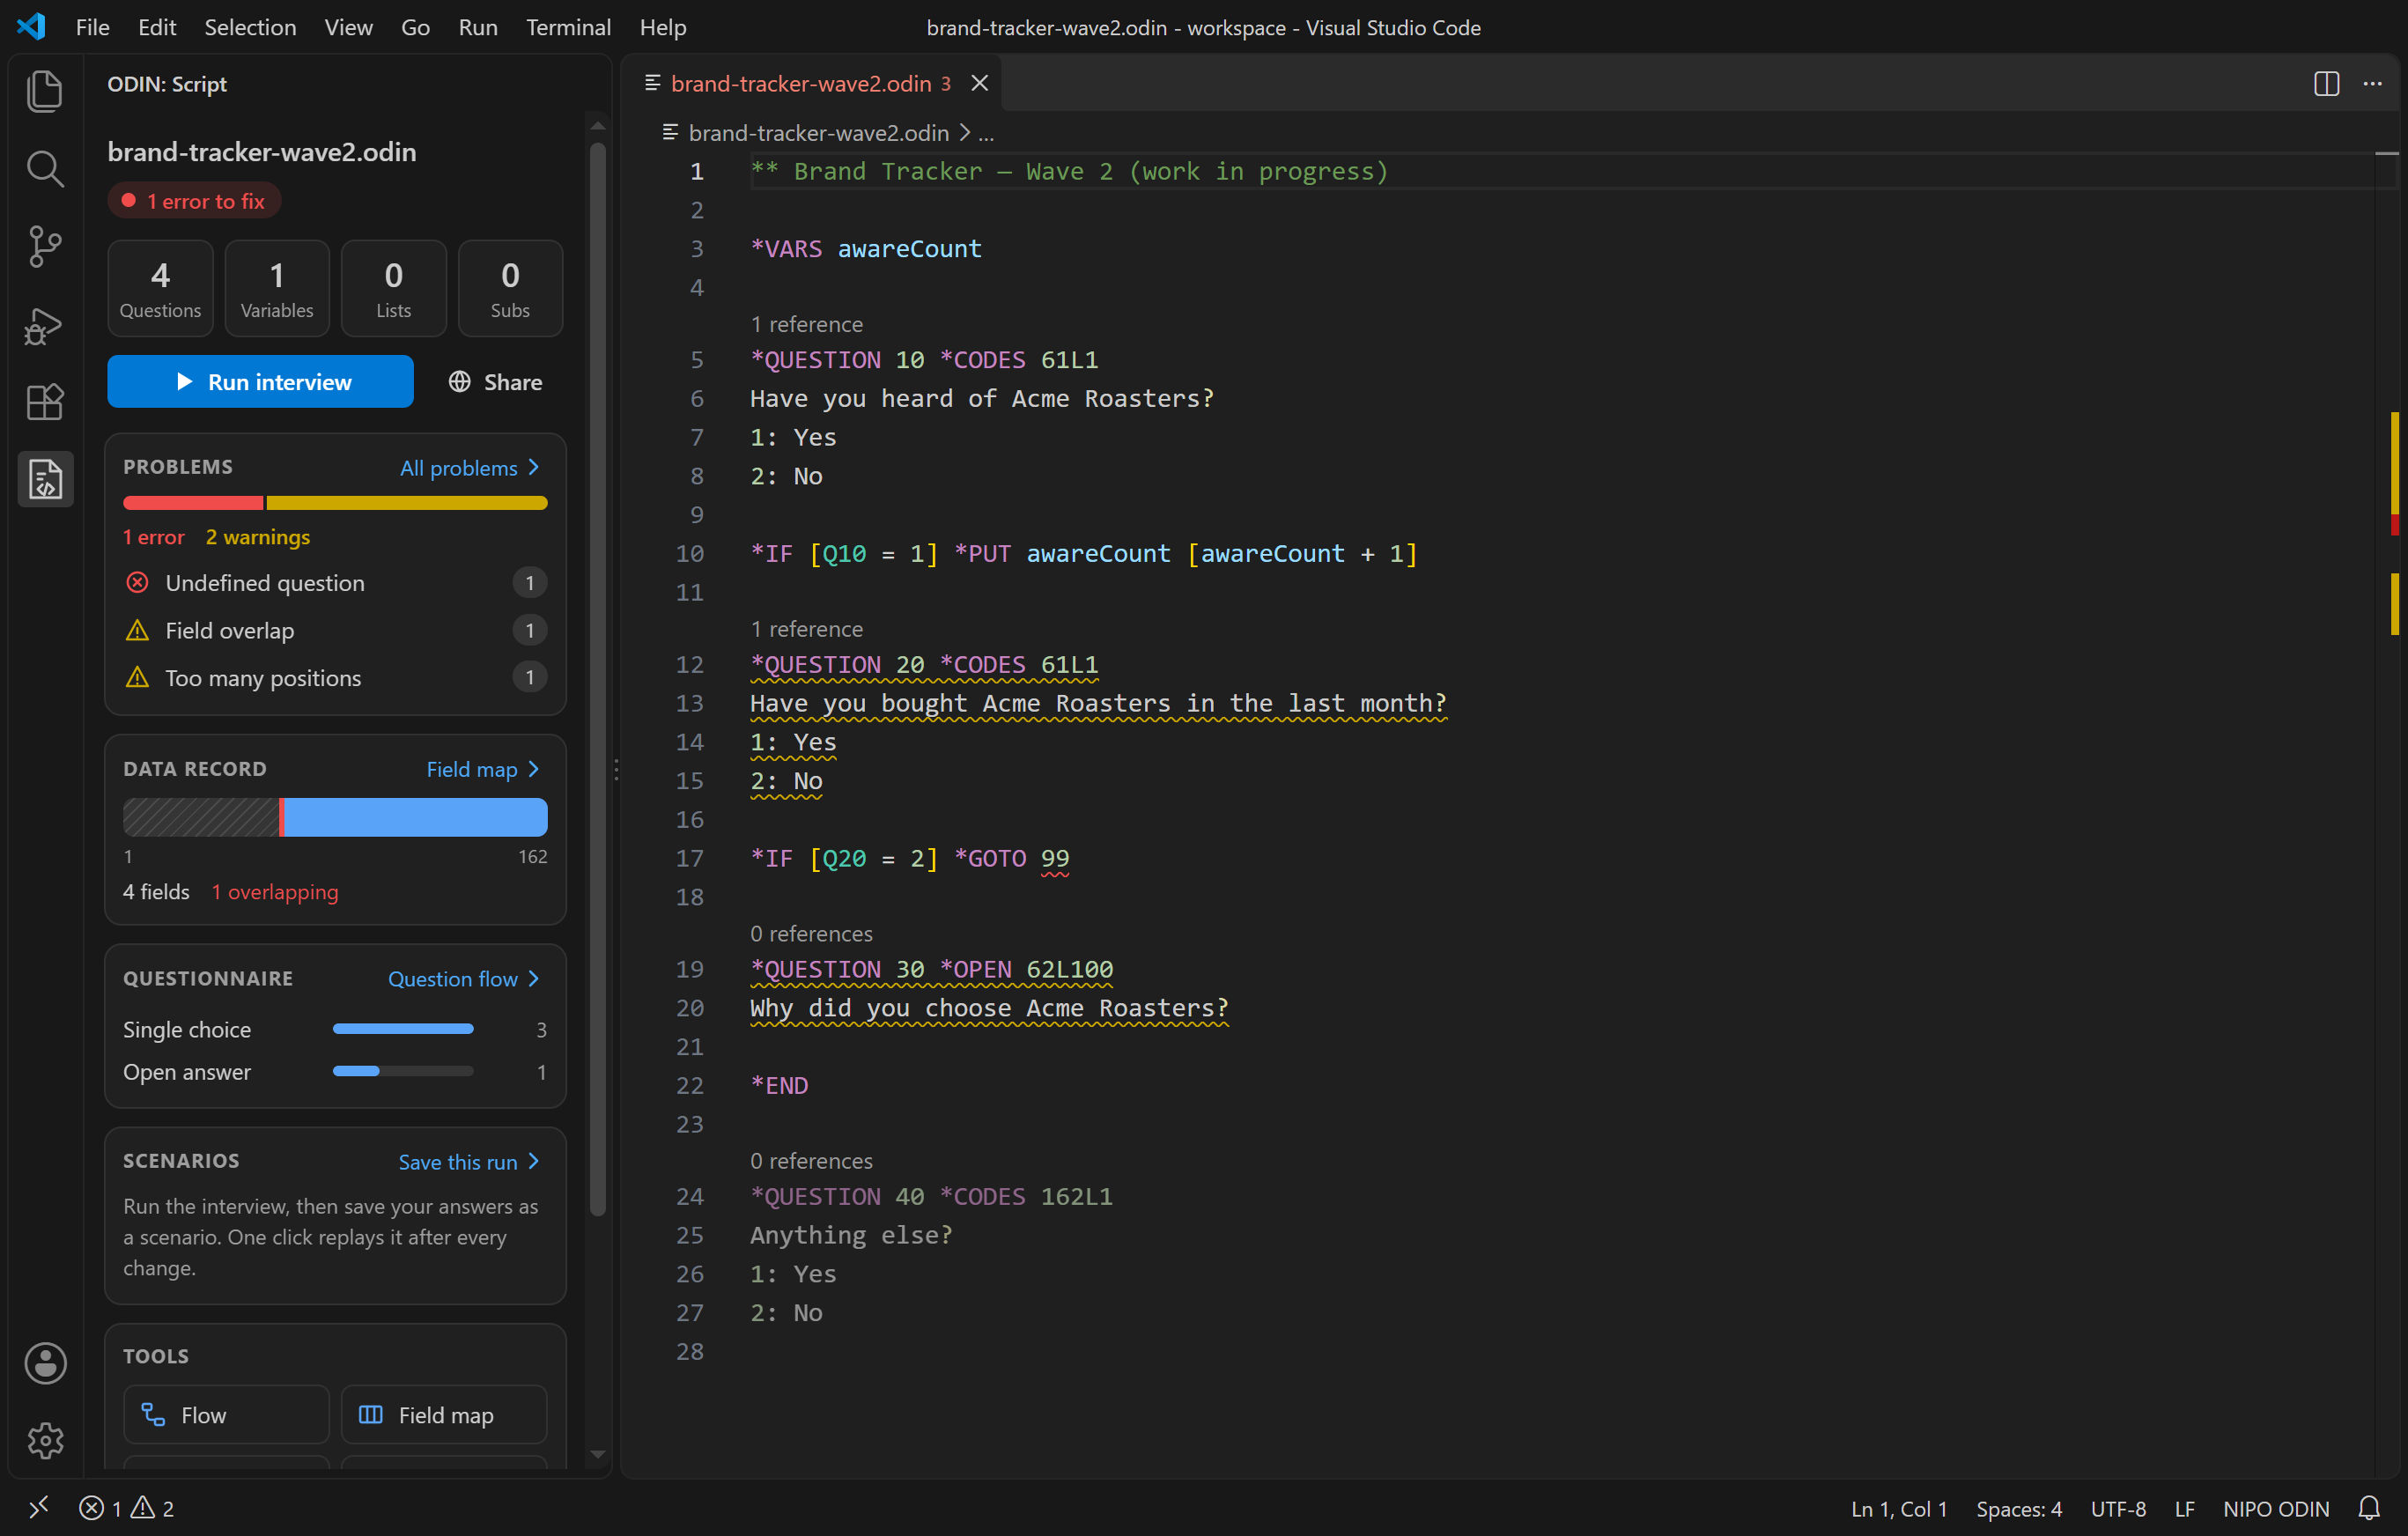 File Edit Selection View Go Run Terminal Help
brand-tracker-wave2.odin - workspace - Visual Studio Code
ODIN: Script
brand-tracker-wave2.odin
1 error to fix
4 1 0 0
Questions Variables Lists Subs
Run interview Share
PROBLEMS All problems
1 error 2 warnings
Undefined question 1
Field overlap 1
Too many positions 1
DATA RECORD Field map
1 162
4 fields 1 overlapping
QUESTIONNAIRE Question flow
Single choice 3
Open answer 1
SCENARIOS Save this run
Run the interview, then save your answers as
a scenario. One click replays it after every
change.
TOOLS
Flow Field map
brand-tracker-wave2.odin 3
brand-tracker-wave2.odin > ...
1 ** Brand Tracker — Wave 2 (work in progress)
2
3 *VARS awareCount
4
1 reference
5 *QUESTION 10 *CODES 61L1
6 Have you heard of Acme Roasters?
7 1: Yes
8 2: No
9
10 *IF [Q10 = 1] *PUT awareCount [awareCount + 1]
11
1 reference
12 *QUESTION 20 *CODES 61L1
13 Have you bought Acme Roasters in the last month?
14 1: Yes
15 2: No
16
17 *IF [Q20 = 2] *GOTO 99
18
0 references
19 *QUESTION 30 *OPEN 62L100
20 Why did you choose Acme Roasters?
21
22 *END
23
0 references
24 *QUESTION 40 *CODES 162L1
25 Anything else?
26 1: Yes
27 2: No
28
1 2
Ln 1, Col 1 Spaces: 4 UTF-8 LF NIPO ODIN